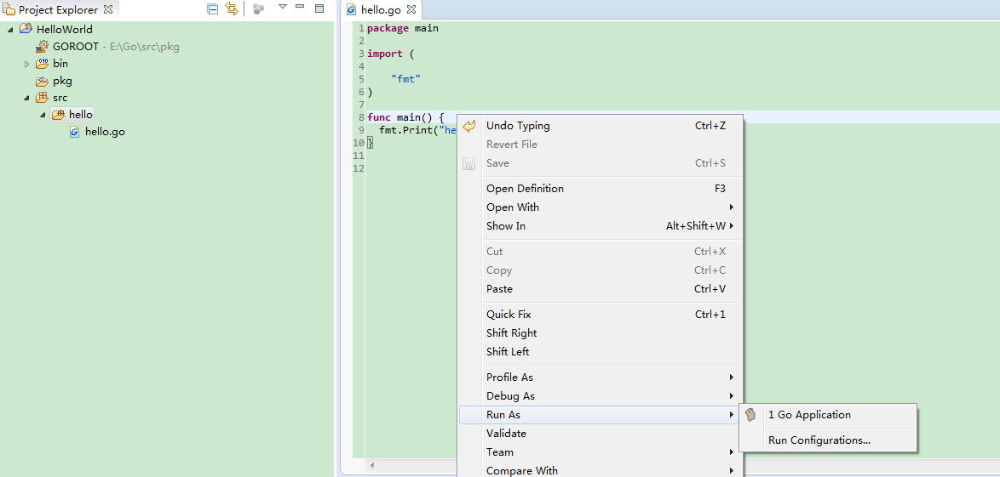 Project Explorer
HelloWorld
GOROOT - E:\Go\src\pkg
bin
pkg
src
hello
hello.go
hello.go
1 package main
2
3 import (
4
5 "fmt"
6 )
7
8 func main() {
9 fmt.Print("he
10 }
11
12
Undo Typing Ctrl+Z
Revert File
Save Ctrl+S
Open Definition F3
Open With
Show In Alt+Shift+W
Cut Ctrl+X
Copy Ctrl+C
Paste Ctrl+V
Quick Fix Ctrl+1
Shift Right
Shift Left
Profile As
Debug As
Run As
Validate
Team
Compare With
1 Go Application
Run Configurations...